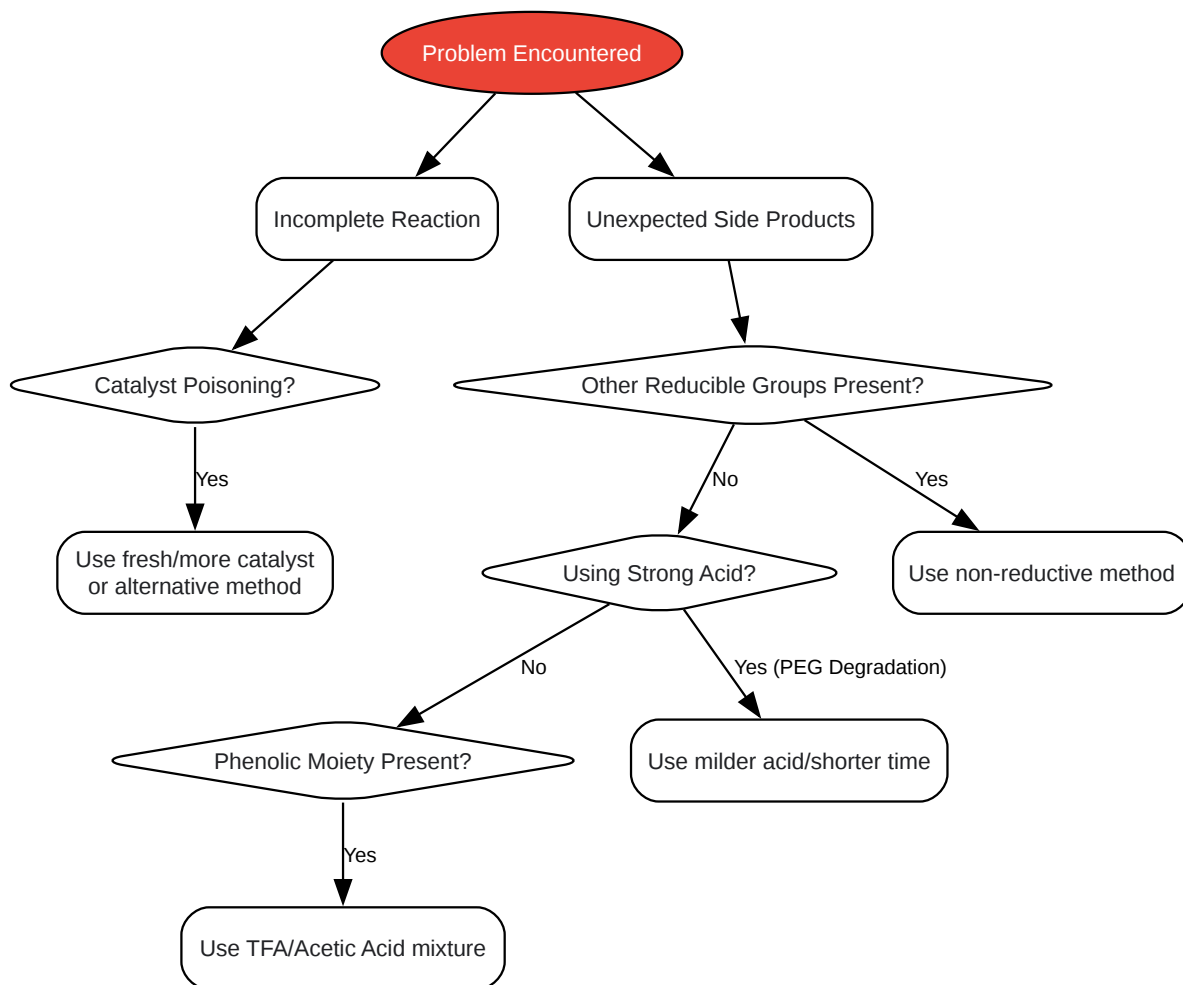 Problem Encountered
Incomplete Reaction
Unexpected Side Products
Catalyst Poisoning?
Other Reducible Groups Present?
Yes
No
Yes
Use fresh/more catalyst
or alternative method
Using Strong Acid?
Use non-reductive method
No
Yes (PEG Degradation)
Phenolic Moiety Present?
Use milder acid/shorter time
Yes
Use TFA/Acetic Acid mixture